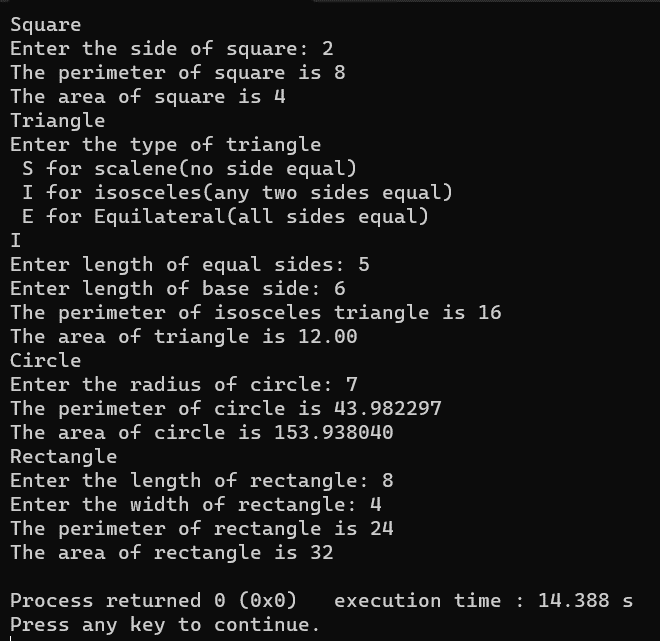 Square
Enter the side of square: 2
The perimeter of square is 8
The area of square is 4
Triangle
Enter the type of triangle
 S for scalene(no side equal)
 I for isosceles(any two sides equal)
 E for Equilateral(all sides equal)
I
Enter length of equal sides: 5
Enter length of base side: 6
The perimeter of isosceles triangle is 16
The area of triangle is 12.00
Circle
Enter the radius of circle: 7
The perimeter of circle is 43.982297
The area of circle is 153.938040
Rectangle
Enter the length of rectangle: 8
Enter the width of rectangle: 4
The perimeter of rectangle is 24
The area of rectangle is 32

Process returned 0 (0x0)   execution time : 14.388 s
Press any key to continue.